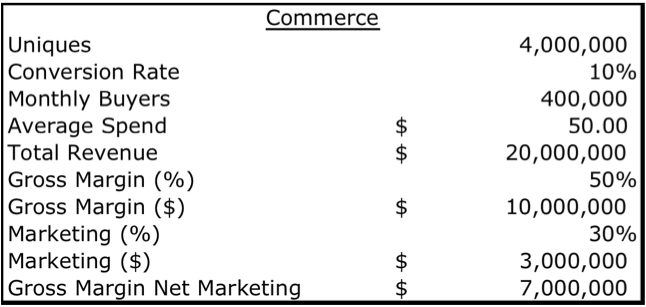 Commerce
Uniques 4,000,000
Conversion Rate 10%
Monthly Buyers 400,000
Average Spend $ 50.00
Total Revenue $ 20,000,000
Gross Margin (%) 50%
Gross Margin ($) $ 10,000,000
Marketing (%) 30%
Marketing ($) $ 3,000,000
Gross Margin Net Marketing $ 7,000,000